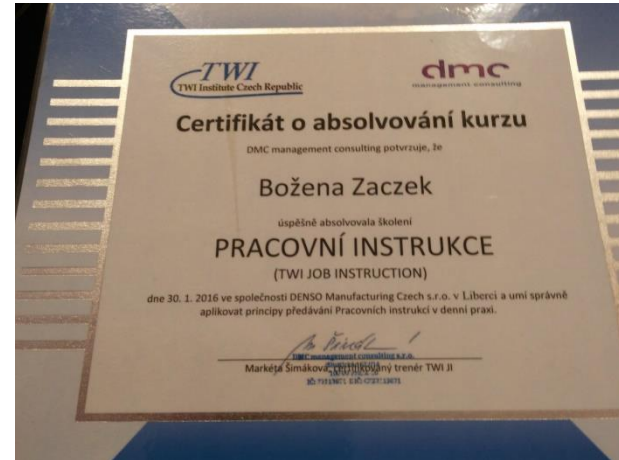 TWI
TWI Institute Czech Republic
dmc
management consulting
Certifikát o absolvování kurzu
DMC management consulting potvrzuje, že
Božena Zaczek
úspěšně absolvovala školení
PRACOVNÍ INSTRUKCE
(TWI JOB INSTRUCTION)
dne 30. 1. 2016 ve společnosti DENSO Manufacturing Czech s.r.o. v Liberci a umí správně
aplikovat principy předávání Pracovních instrukcí v denní praxi.
DMC management consulting s.r.o.
Markéta Šimáková, certifikovaný trenér TWI JI